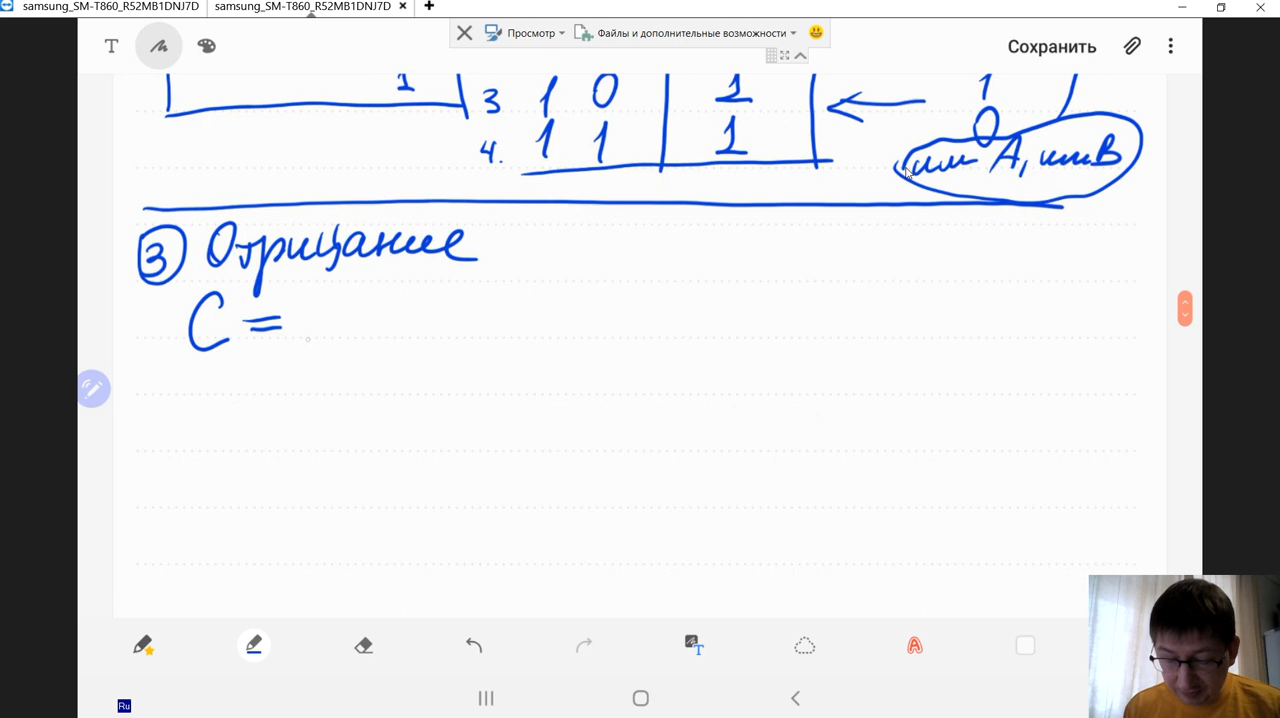 samsung_SM-T860_R52MB1DNJ7D samsung_SM-T860_R52MB1DNJ7D
Просмотр Файлы и дополнительные возможности
T Сохранить
1 3 1 0 1 1
4. 1 1 1 0
или A, или B
3 Отрицание
C =
T A
Ru